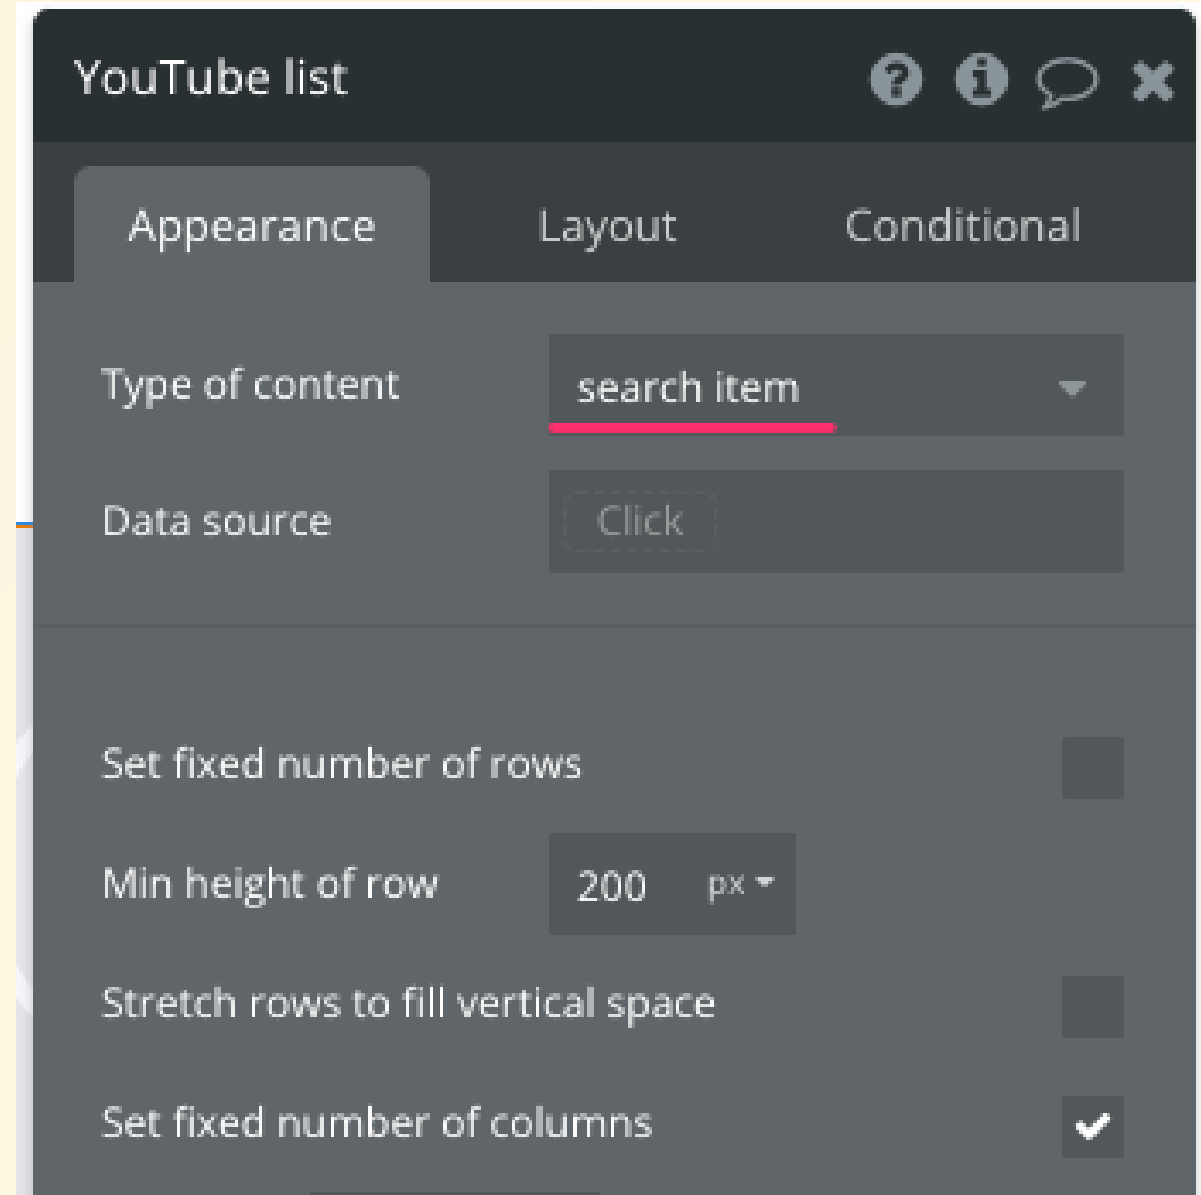 YouTube list
Appearance Layout Conditional
Type of content search item
Data source Click
Set fixed number of rows
Min height of row 200 px
Stretch rows to fill vertical space
Set fixed number of columns